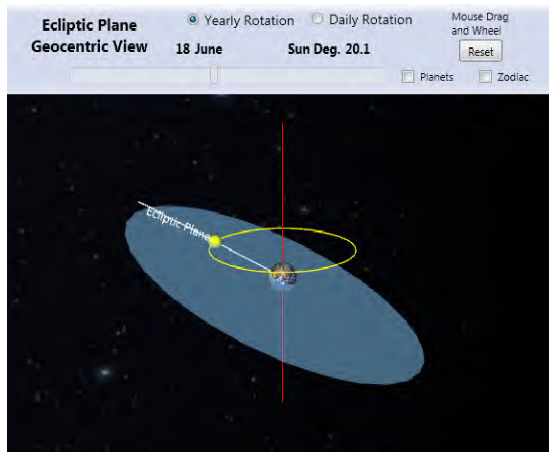 Ecliptic Plane
Geocentric View
Yearly Rotation
Daily Rotation
18 June
Sun Deg. 20.1
Mouse Drag
and Wheel
Reset
Planets
Zodiac
Ecliptic Plane